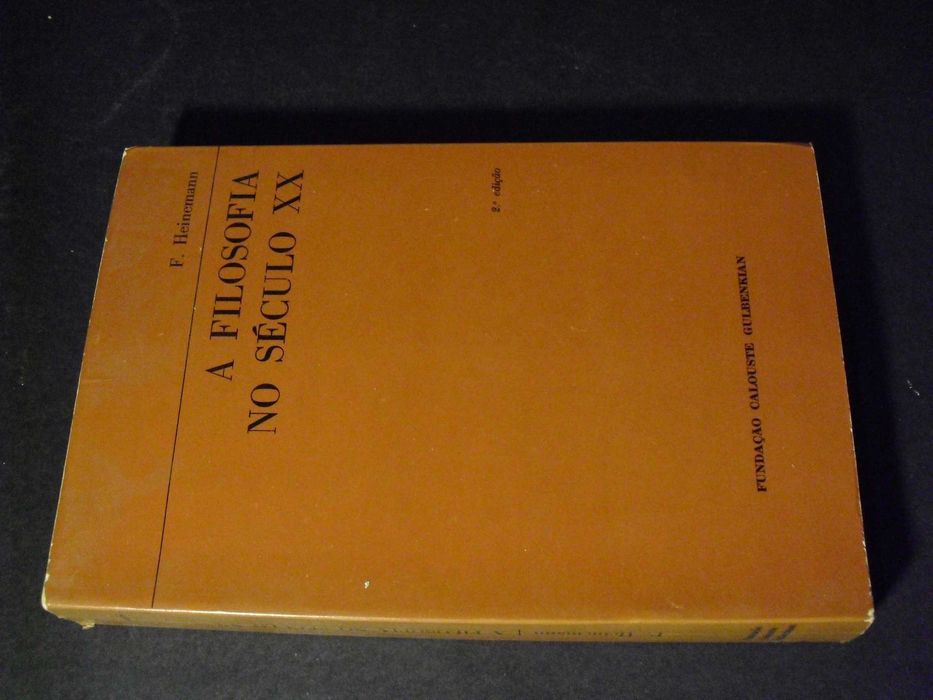 F. Heinemann
A FILOSOFIA
NO SÉCULO XX
2.ª edição
FUNDAÇÃO CALOUSTE GULBENKIAN